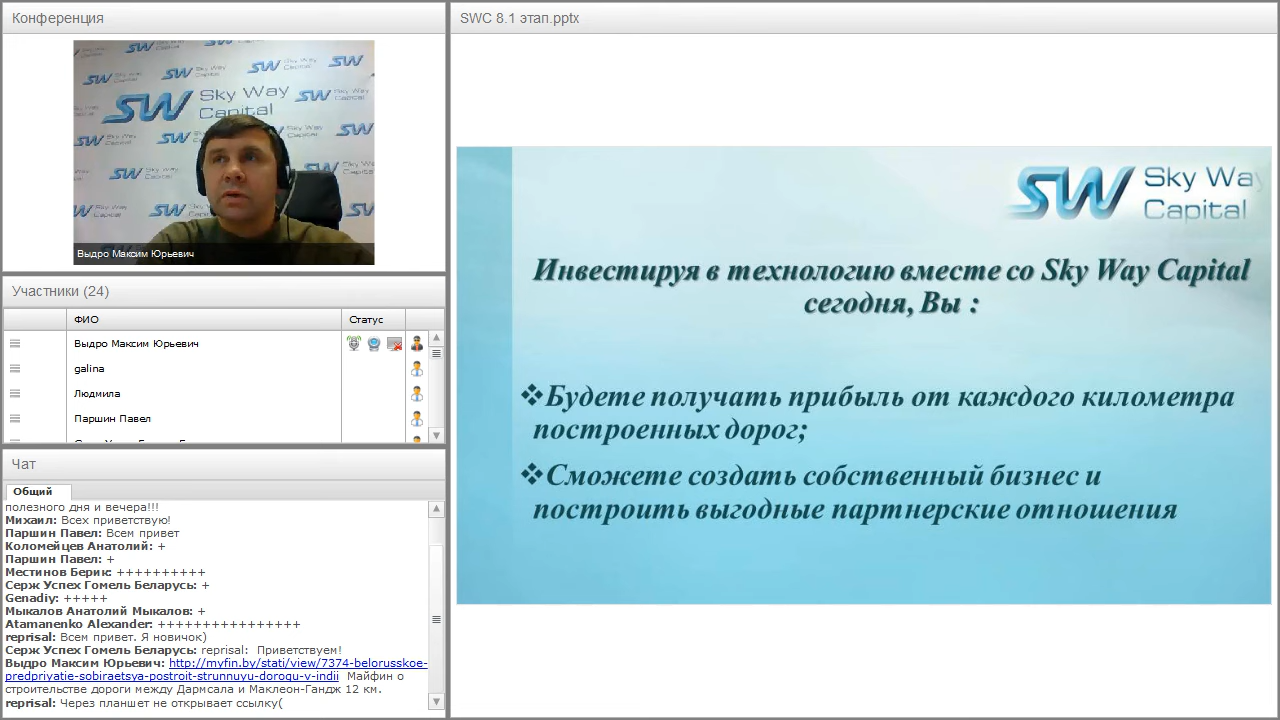 Конференция
SW Sky Way
Capital
Выдро Максим Юрьевич
Участники (24)
ФИО
Статус
Выдро Максим Юрьевич
galina
Людмила
Паршин Павел
Чат
Общий
полезного дня и вечера!!!
Михаил: Всех приветствую!
Паршин Павел: Всем привет
Коломейцев Анатолий: +
Паршин Павел: +
Местинов Берик: ++++++++++
Серж Успех Гомель Беларусь: +
Genadiy: +++++
Мыкалов Анатолий Мыкалов: +
Atamanenko Alexander: ++++++++++++++++
reprisal: Всем привет. Я новичок)
Серж Успех Гомель Беларусь: reprisal: Приветствуем!
Выдро Максим Юрьевич: http://myfin.by/stati/view/7374-belorusskoe-
predpriyatie-sobiraetsya-postroit-strunnuyu-dorogu-v-indii Майфин о
строительстве дороги между Дармсала и Маклеон-Гандж 12 км.
reprisal: Через планшет не открывает ссылку(
SWC 8.1 этап.pptx
SW Sky Way
Capital
Инвестируя в технологию вместе со Sky Way Capital
сегодня, Вы :
❖Будете получать прибыль от каждого километра
построенных дорог;
❖Сможете создать собственный бизнес и
построить выгодные партнерские отношения